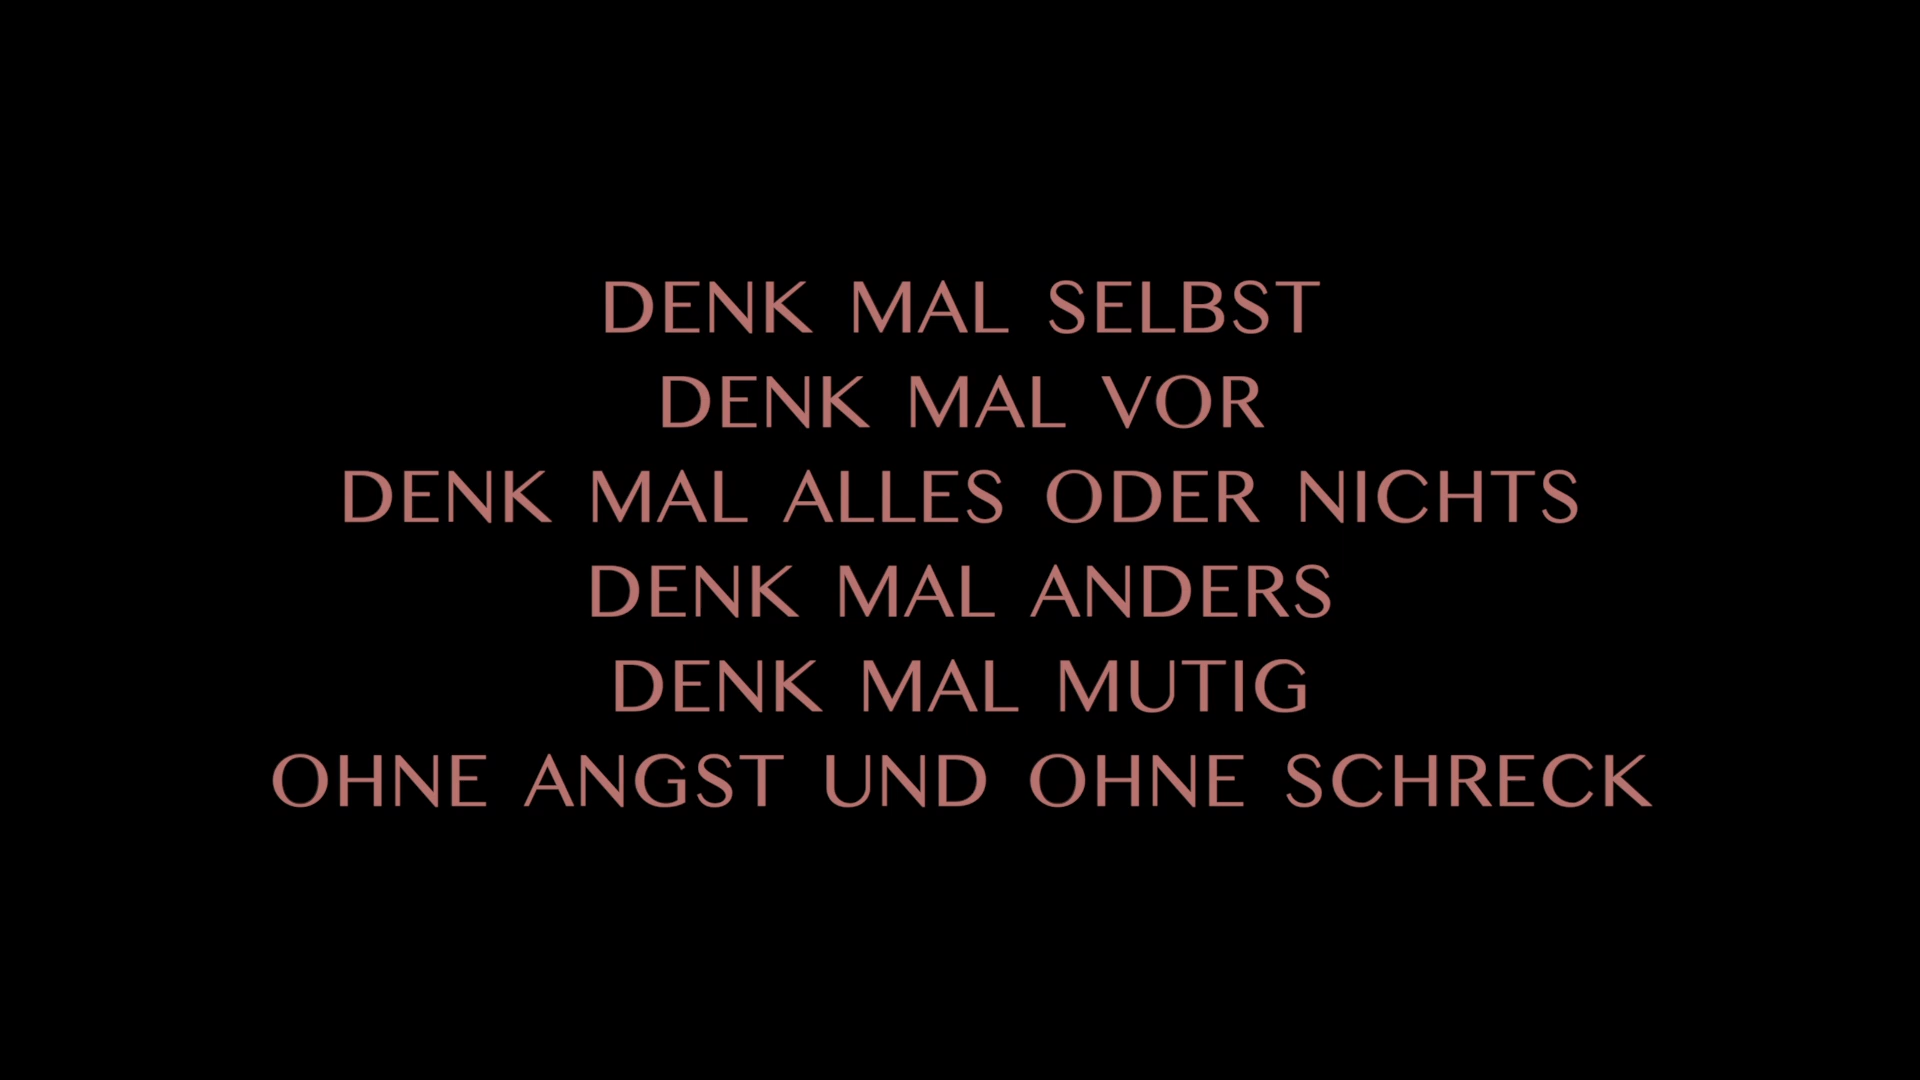 DENK MAL SELBST
DENK MAL VOR
DENK MAL ALLES ODER NICHTS
DENK MAL ANDERS
DENK MAL MUTIG
OHNE ANGST UND OHNE SCHRECK